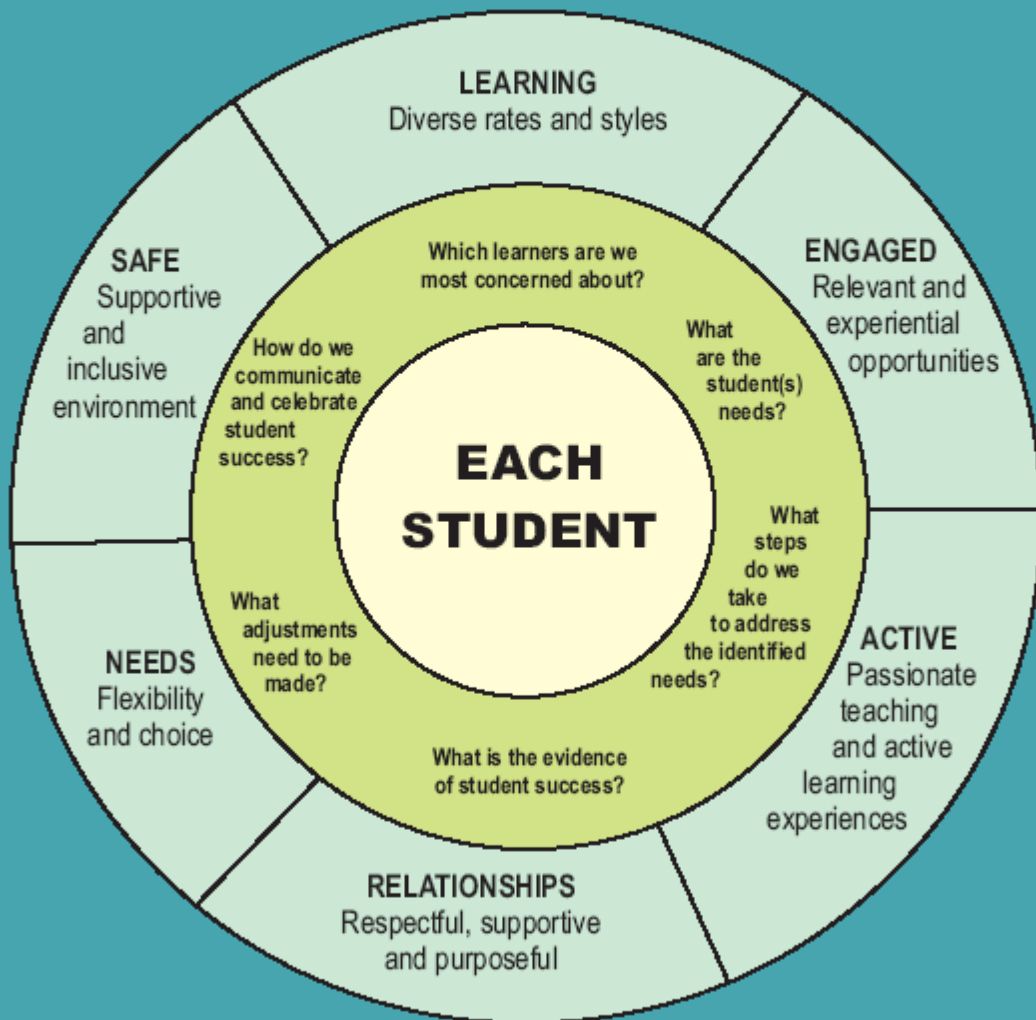 LEARNING
Diverse rates and styles
ENGAGED
Relevant and
experiential
opportunities
ACTIVE
Passionate
teaching
and active
learning
experiences
RELATIONSHIPS
Respectful, supportive
and purposeful
NEEDS
Flexibility
and choice
SAFE
Supportive
and
inclusive
environment
Which learners are we
most concerned about?
What
are the
student(s)
needs?
What
steps
do we
take
to address
the identified
needs?
What is the evidence
of student success?
What
adjustments
need to be
made?
How do we
communicate
and celebrate
student
success?
EACH
STUDENT